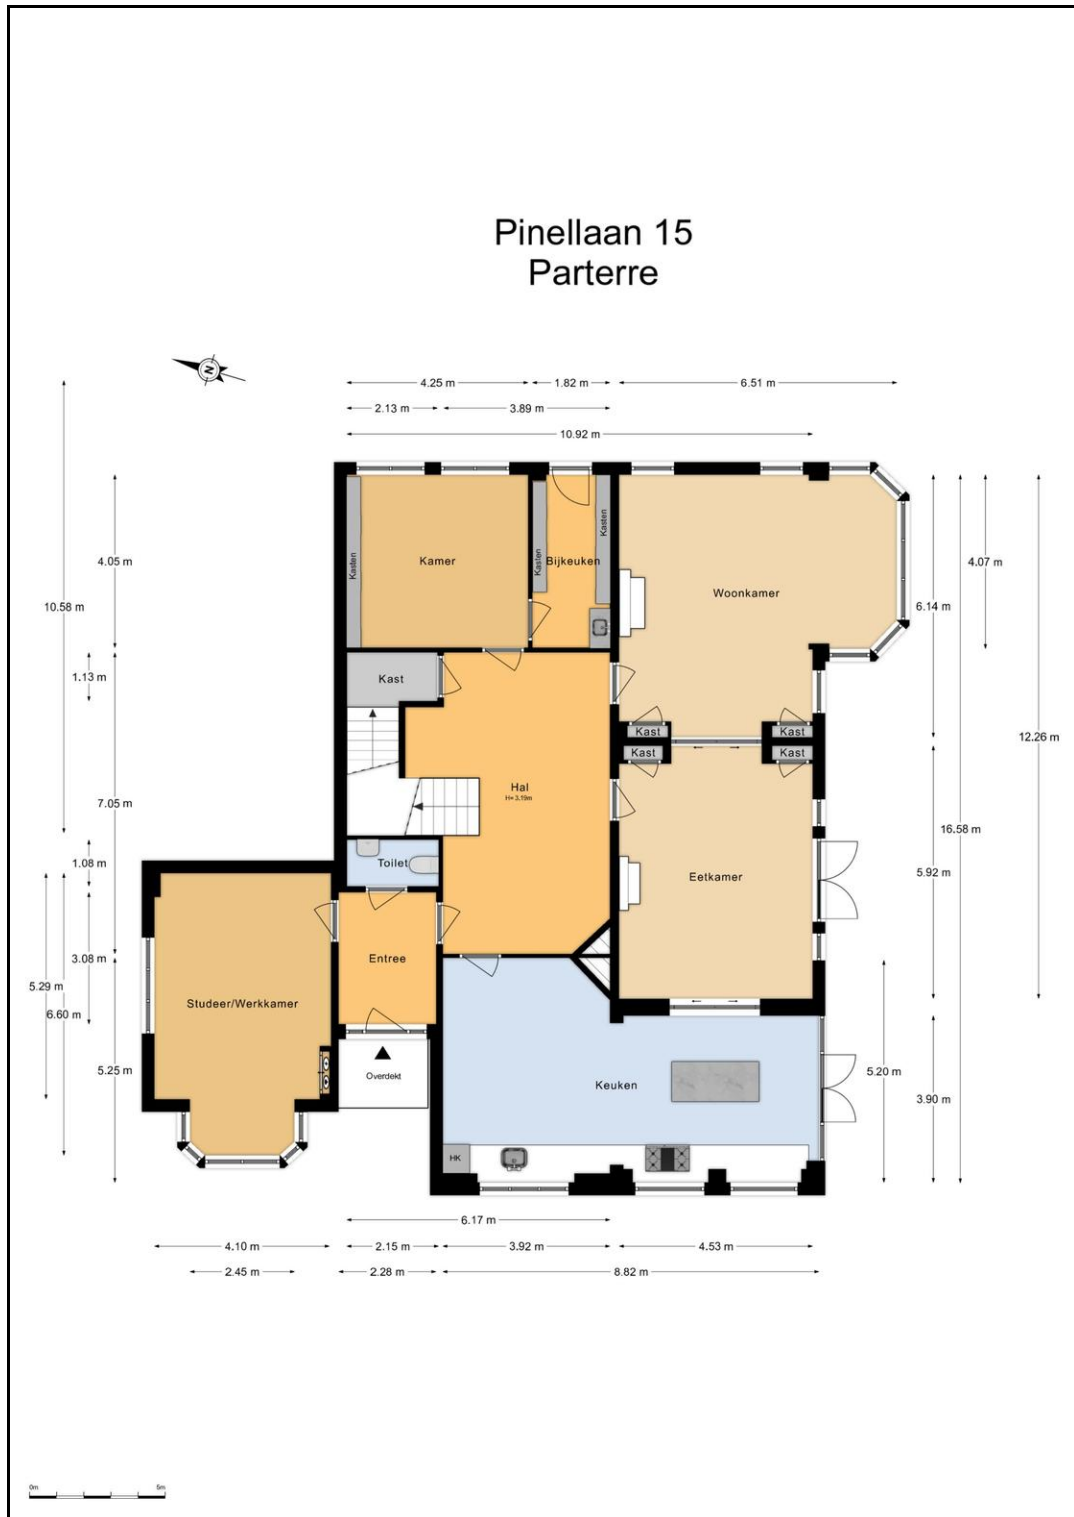 Pinellaan 15
Parterre
N
4.25 m
1.82 m
6.51 m
2.13 m
3.89 m
10.92 m
4.05 m
10.58 m
1.13 m
7.05 m
1.08 m
3.08 m
5.29 m
6.60 m
5.25 m
4.07 m
6.14 m
12.26 m
16.58 m
5.92 m
5.20 m
3.90 m
Kasten
Kamer
Kasten
Bijkeuken
Kasten
Woonkamer
Kast
Kast
Kast
Kast
Kast
Hal
H= 3.19m
Toilet
Eetkamer
Entree
Studeer/Werkkamer
Overdekt
Keuken
HK
6.17 m
4.10 m
2.15 m
3.92 m
4.53 m
2.45 m
2.28 m
8.82 m
0m
5m